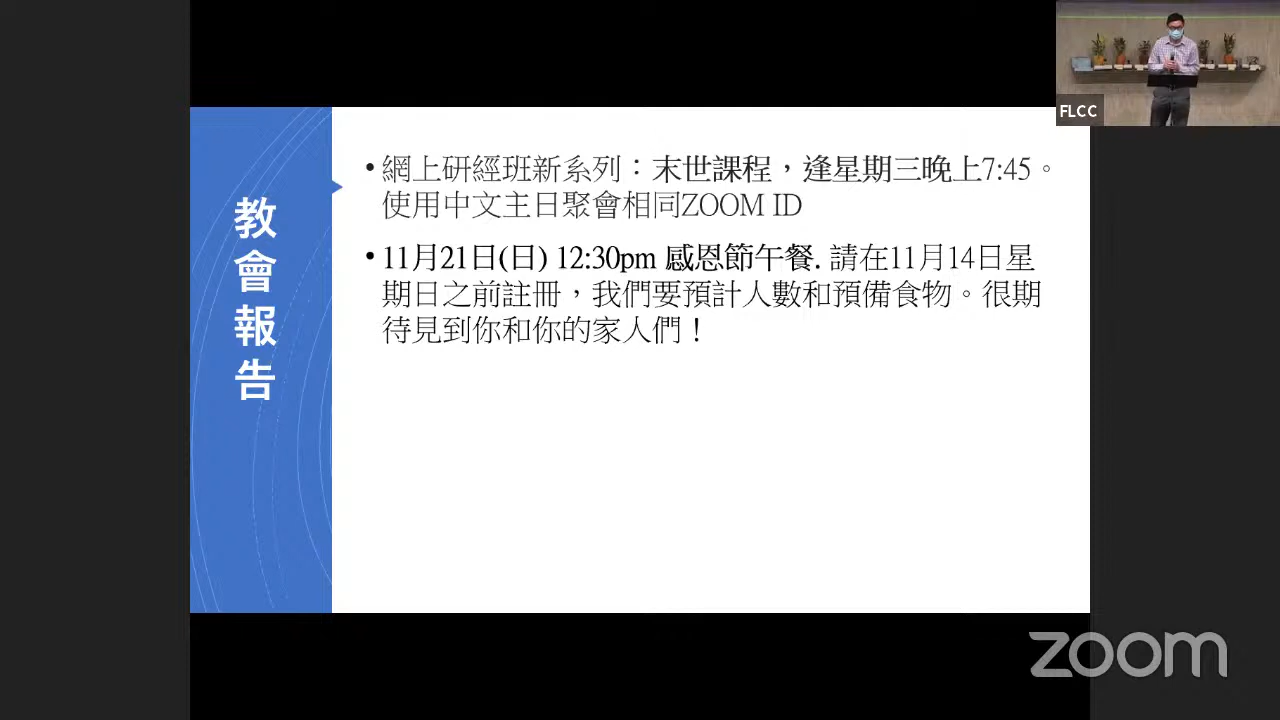 FLCC
教會報告
•網上研經班新系列：末世課程，逢星期三晚上7:45。
使用中文主日聚會相同ZOOM ID
•11月21日(日) 12:30pm 感恩節午餐. 請在11月14日星
期日之前註冊，我們要預計人數和預備食物。很期
待見到你和你的家人們！
zoom